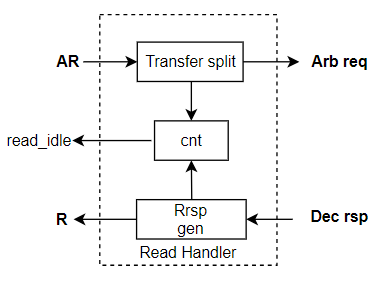 AR
Transfer split
Arb req
read_idle
cnt
R
Rrsp
gen
Dec rsp
Read Handler